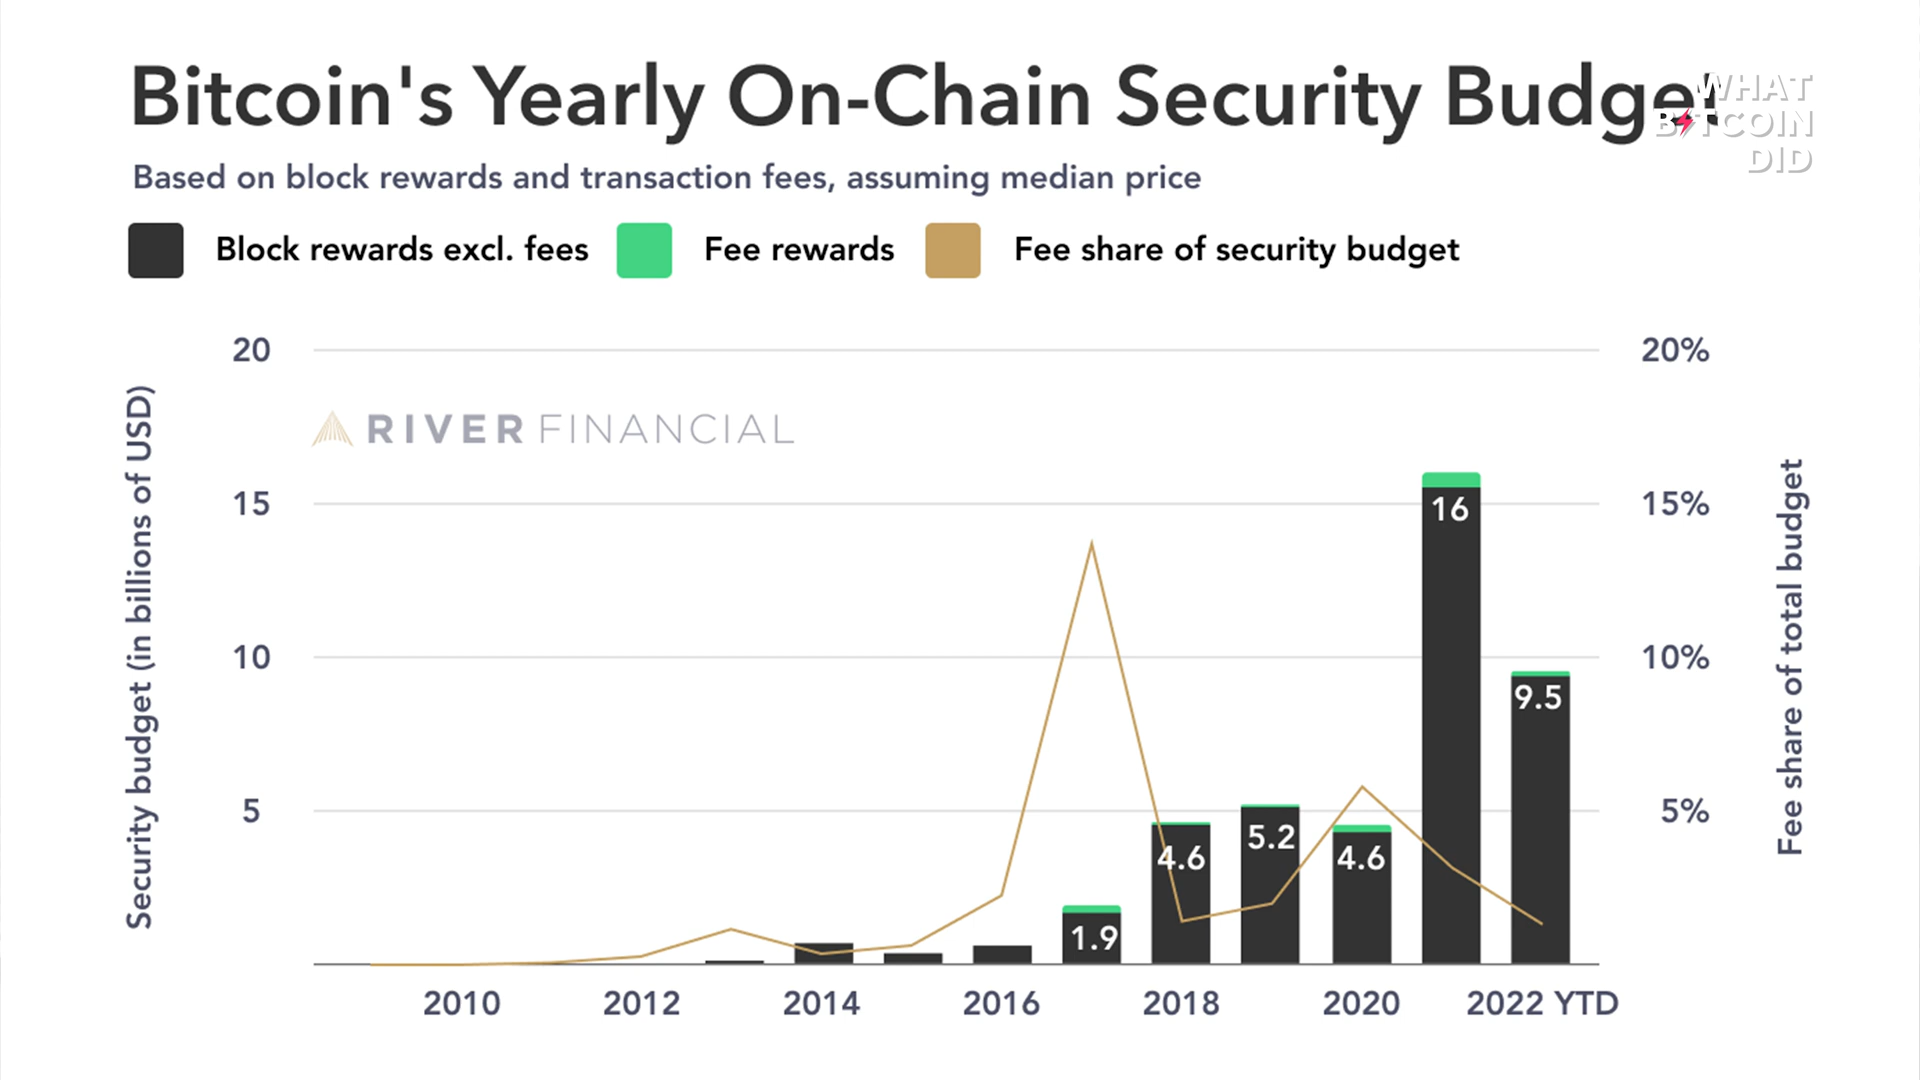 Bitcoin's Yearly On-Chain Security Budget
WHAT
BITCOIN
DID
Based on block rewards and transaction fees, assuming median price
Block rewards excl. fees
Fee rewards
Fee share of security budget
20
15
10
5
Security budget (in billions of USD)
RIVER FINANCIAL
1.9
4.6
5.2
4.6
16
9.5
20%
15%
10%
5%
Fee share of total budget
2010
2012
2014
2016
2018
2020
2022 YTD